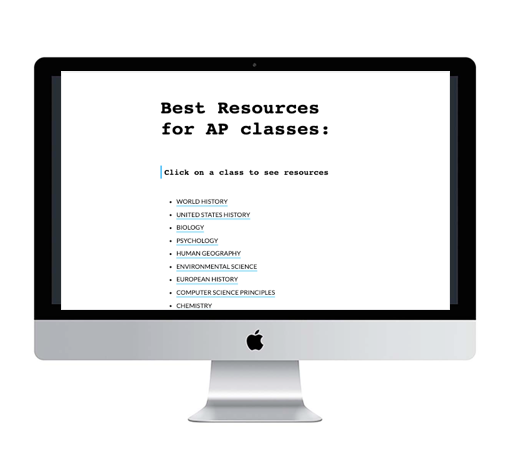 Best Resources
for AP classes:
Click on a class to see resources
WORLD HISTORY
UNITED STATES HISTORY
BIOLOGY
PSYCHOLOGY
HUMAN GEOGRAPHY
ENVIRONMENTAL SCIENCE
EUROPEAN HISTORY
COMPUTER SCIENCE PRINCIPLES
CHEMISTRY